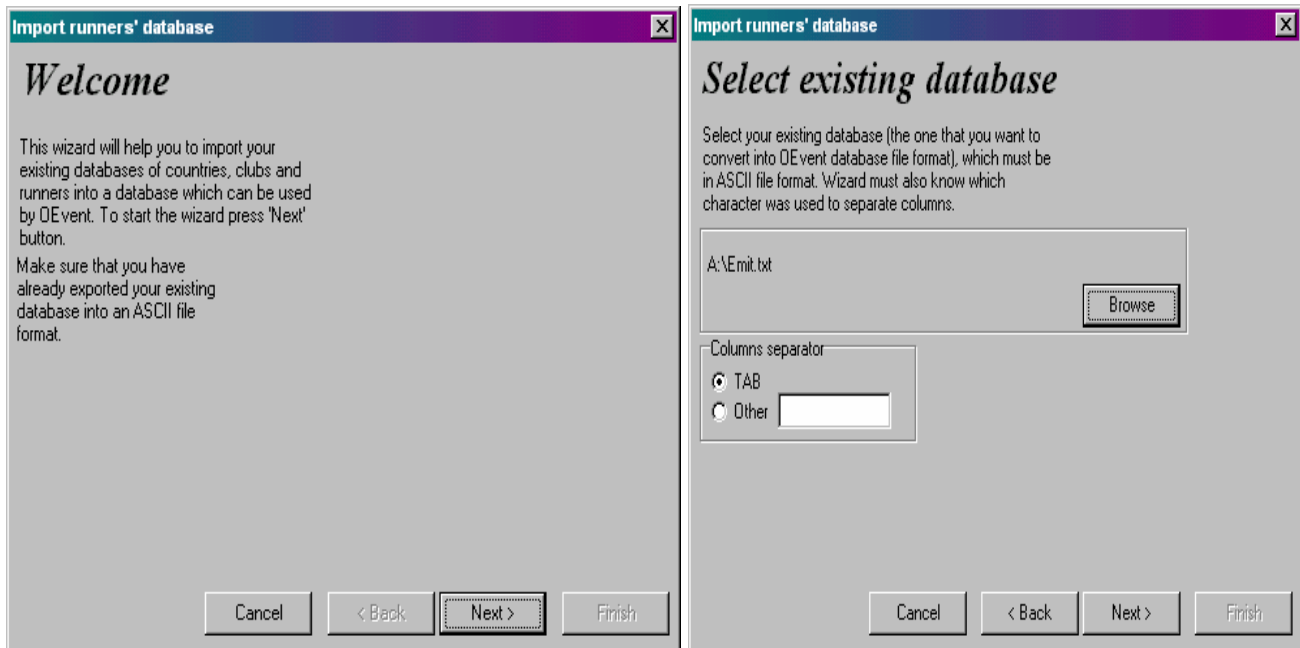 Import runners' database
Welcome
This wizard will help you to import your
existing databases of countries, clubs and
runners into a database which can be used
by OEvent. To start the wizard press 'Next'
button.
Make sure that you have
already exported your existing
database into an ASCII file
format.
Cancel
< Back
Next >
Finish
Import runners' database
Select existing database
Select your existing database (the one that you want to
convert into OEvent database file format), which must be
in ASCII file format. Wizard must also know which
character was used to separate columns.
A:\Emit.txt
Browse
Columns separator
TAB
Other
Cancel
< Back
Next >
Finish